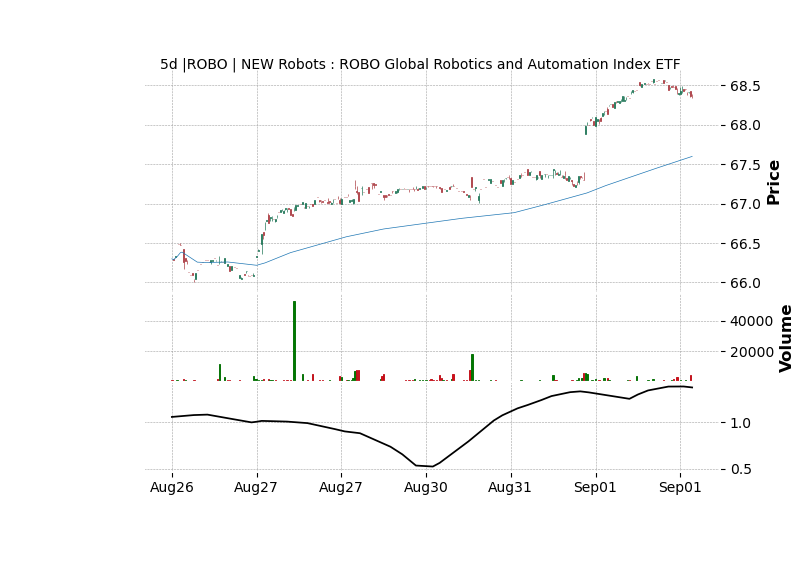 5d |ROBO | NEW Robots : ROBO Global Robotics and Automation Index ETF
68.5
68.0
67.5
67.0
66.5
66.0
Price
40000
20000
Volume
1.0
0.5
Aug26 Aug27 Aug27 Aug30 Aug31 Sep01 Sep01